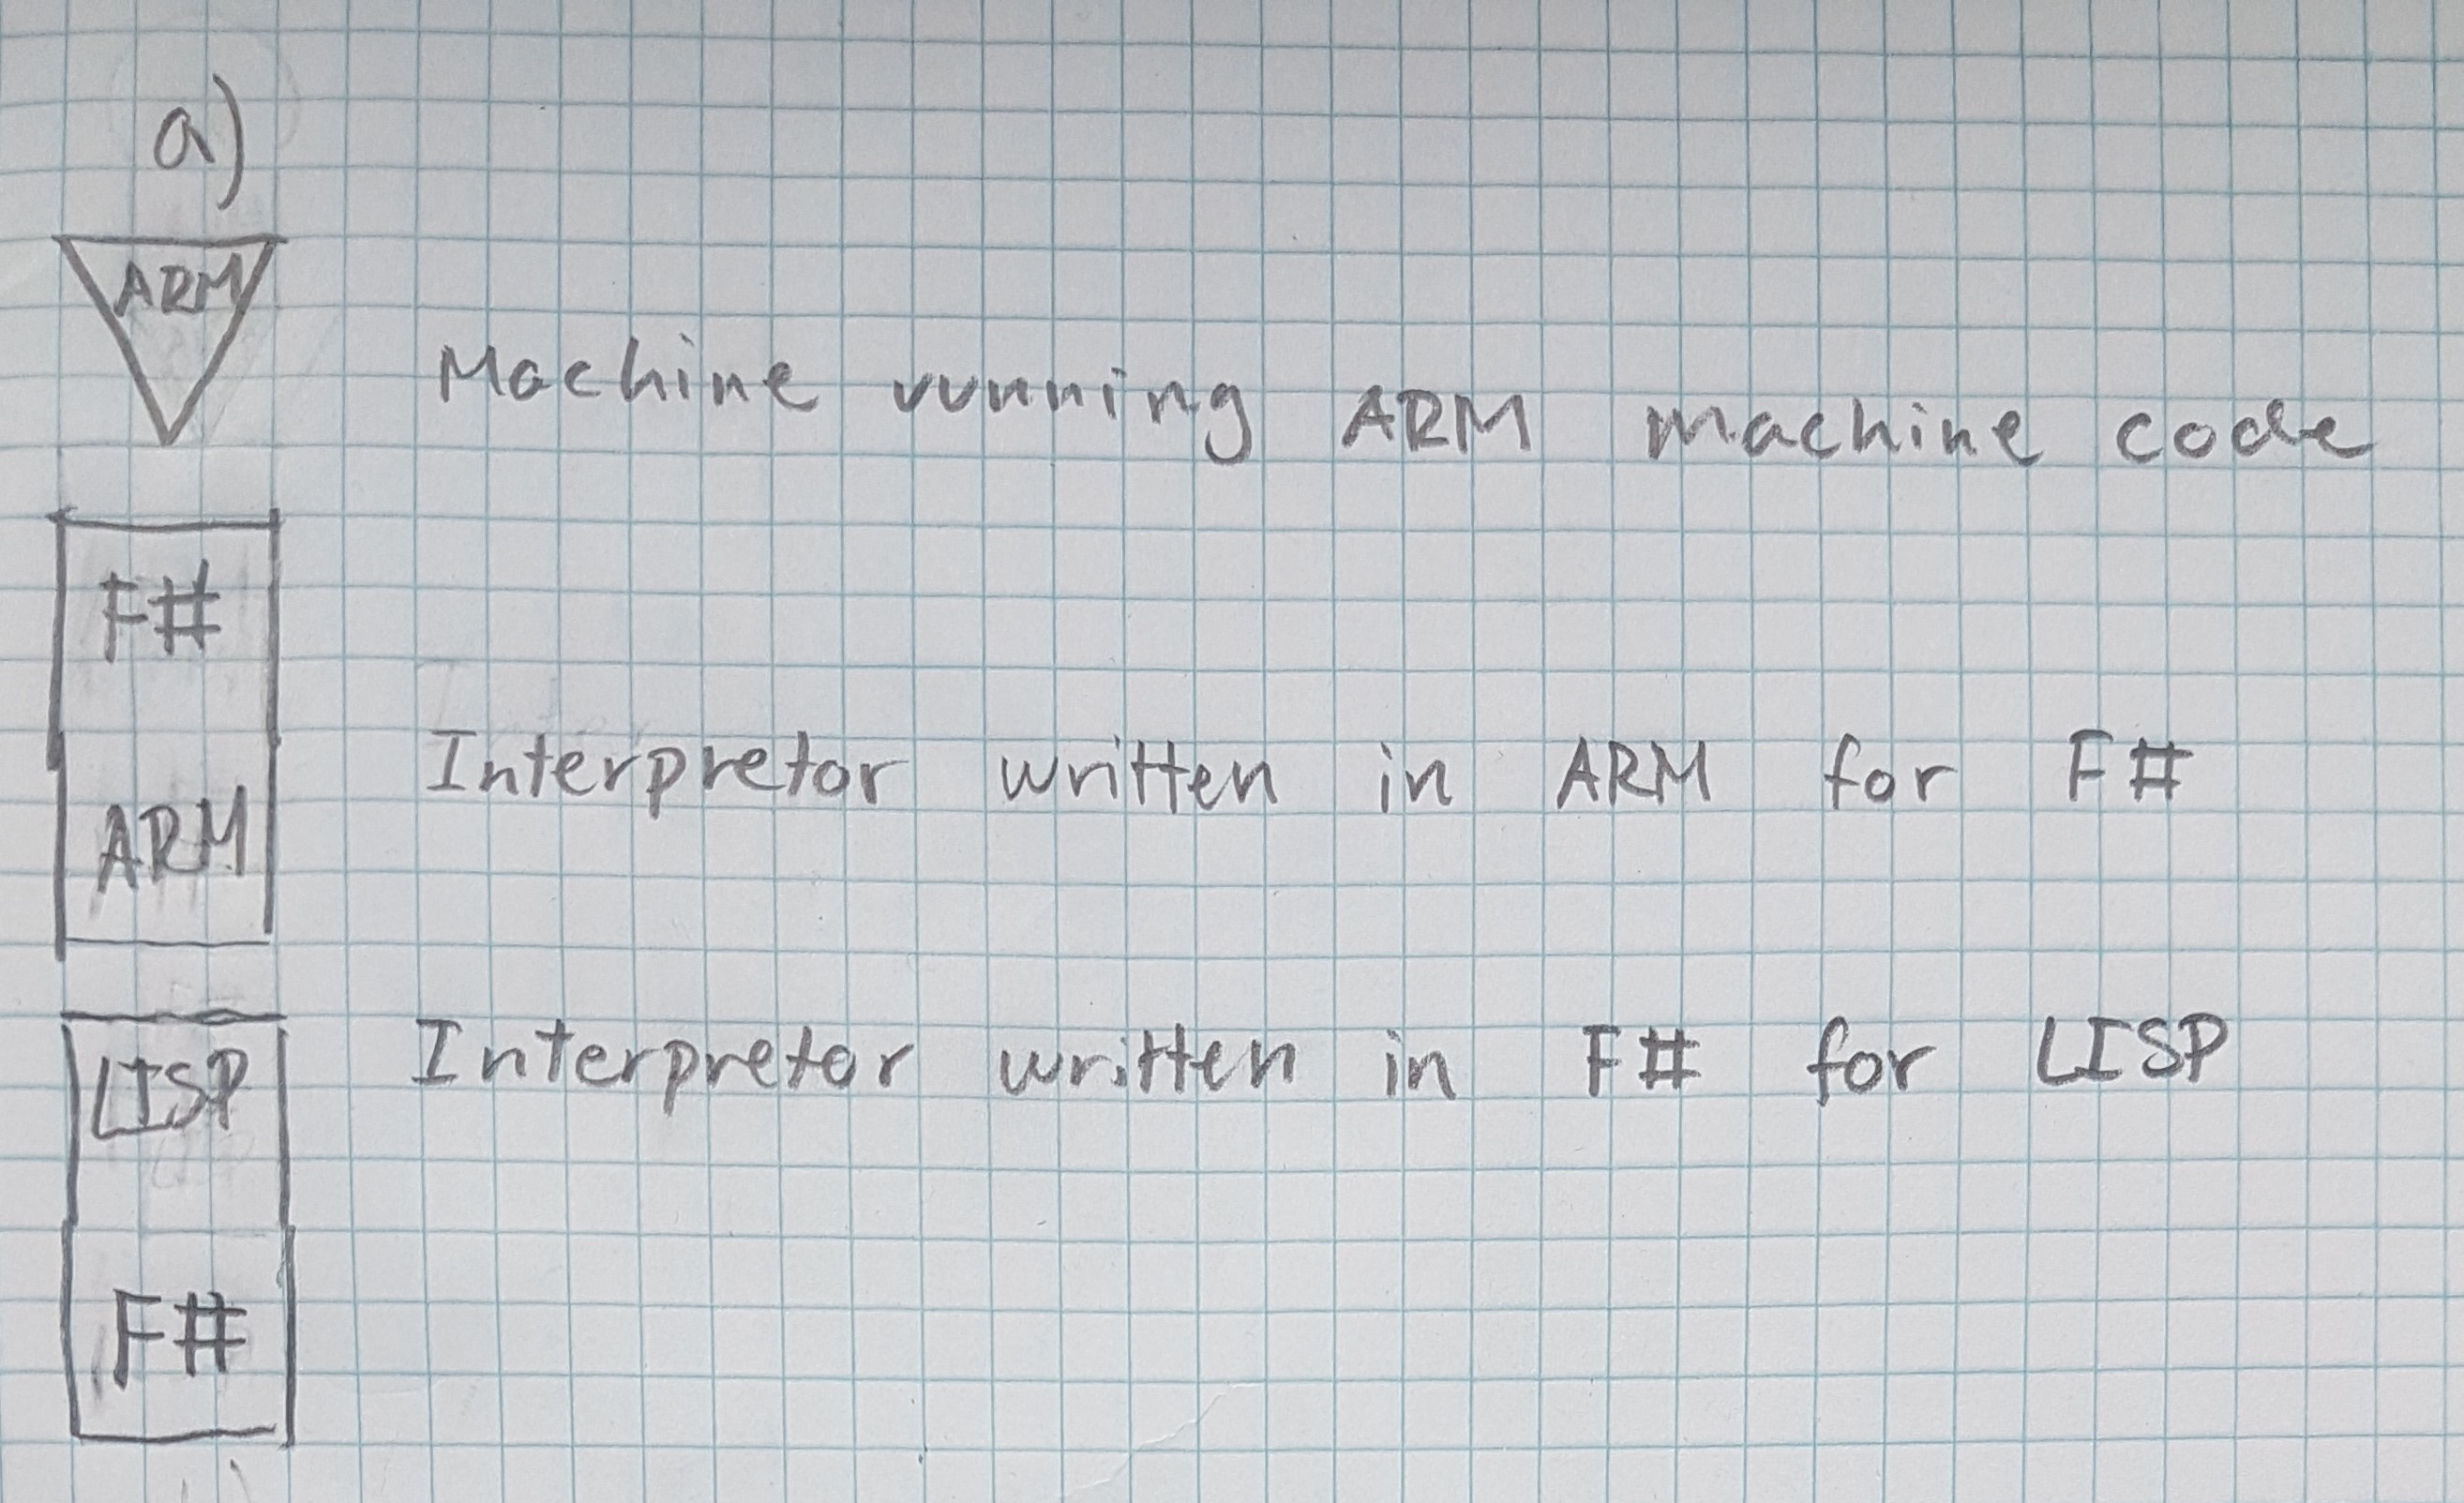 a)
ARM
Machine running ARM machine code
F#
Interpretor written in ARM for F#
ARM
LISP
Interpretor written in F# for LISP
F#